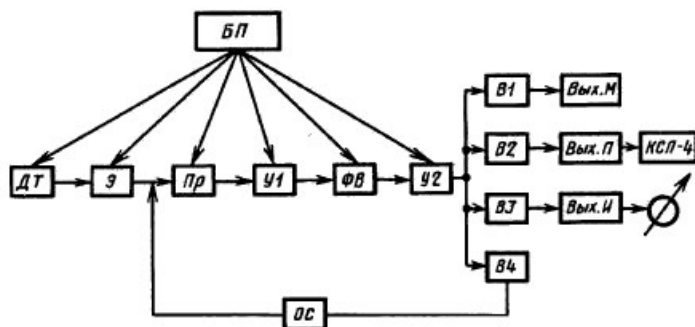 БП
ДТ
Э
Пр
У1
ФВ
У2
В1
Вых.М
В2
Вых.П
КСП-4
В3
Вых.И
В4
ОС